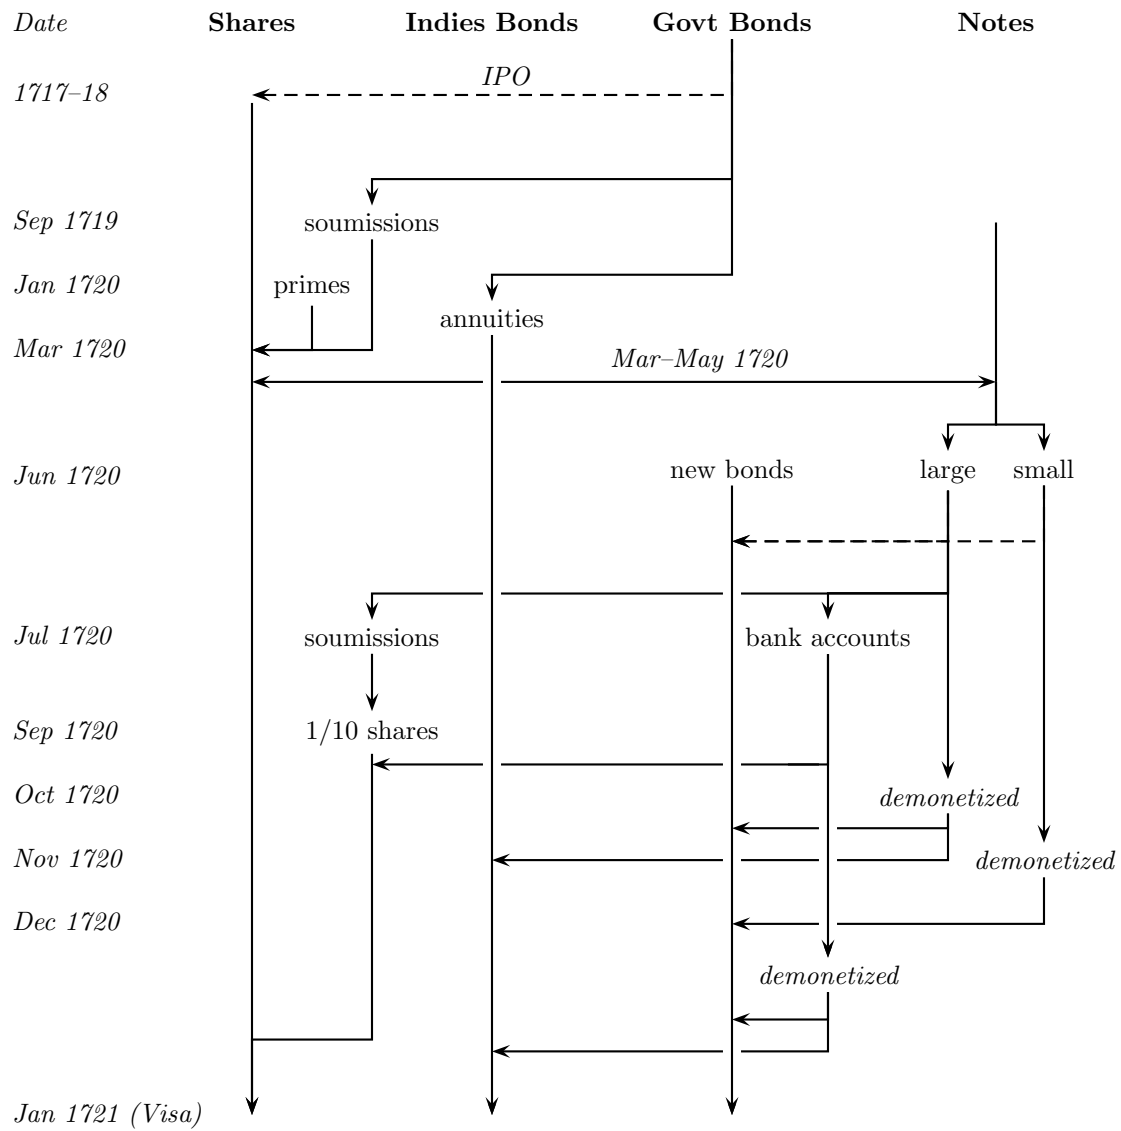 Date Shares Indies Bonds Govt Bonds Notes
IPO
1717–18
Sep 1719 soumissions
Jan 1720 primes
annuities
Mar 1720
Mar–May 1720
Jun 1720 new bonds large small
Jul 1720 soumissions bank accounts
Sep 1720 1/10 shares
Oct 1720 demonetized
Nov 1720 demonetized
Dec 1720
demonetized
Jan 1721 (Visa)